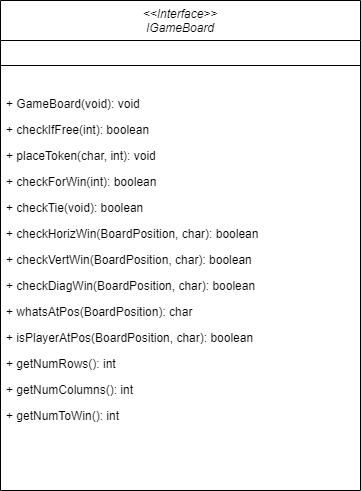 <<Interface>>
IGameBoard
+ GameBoard(void): void
+ checkIfFree(int): boolean
+ placeToken(char, int): void
+ checkForWin(int): boolean
+ checkTie(void): boolean
+ checkHorizWin(BoardPosition, char): boolean
+ checkVertWin(BoardPosition, char): boolean
+ checkDiagWin(BoardPosition, char): boolean
+ whatsAtPos(BoardPosition): char
+ isPlayerAtPos(BoardPosition, char): boolean
+ getNumRows(): int
+ getNumColumns(): int
+ getNumToWin(): int